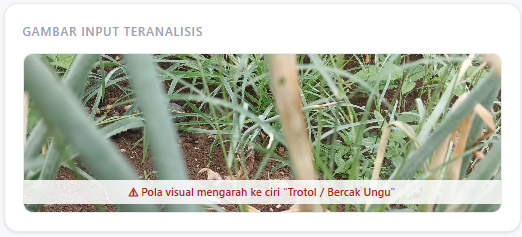 GAMBAR INPUT TERANALISIS
⚠ Pola visual mengarah ke ciri "Trotol / Bercak Ungu"